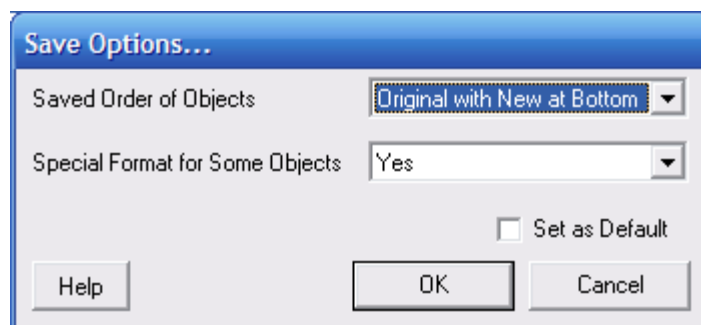 Save Options...
Saved Order of Objects Original with New at Bottom
Special Format for Some Objects Yes
Set as Default
Help OK Cancel